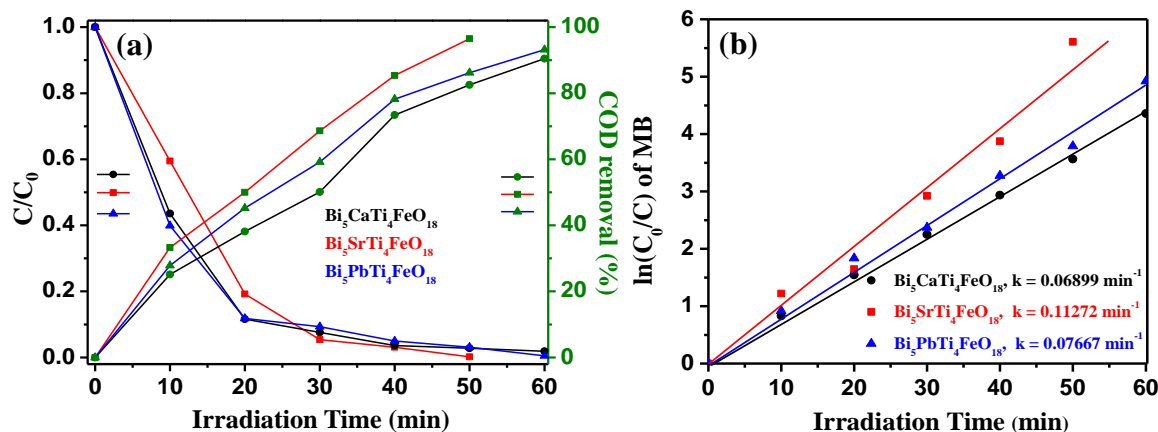 (a)
C/C₀
1.0
0.8
0.6
0.4
0.2
0.0
0 10 20 30 40 50 60
Irradiation Time (min)
100
80
60
40
20
0
COD removal (%)
Bi₅CaTi₄FeO₁₈
Bi₅SrTi₄FeO₁₈
Bi₅PbTi₄FeO₁₈
(b)
ln(C₀/C) of MB
6
5
4
3
2
1
0
0 10 20 30 40 50 60
Irradiation Time (min)
Bi₅CaTi₄FeO₁₈, k = 0.06899 min⁻¹
Bi₅SrTi₄FeO₁₈, k = 0.11272 min⁻¹
Bi₅PbTi₄FeO₁₈, k = 0.07667 min⁻¹